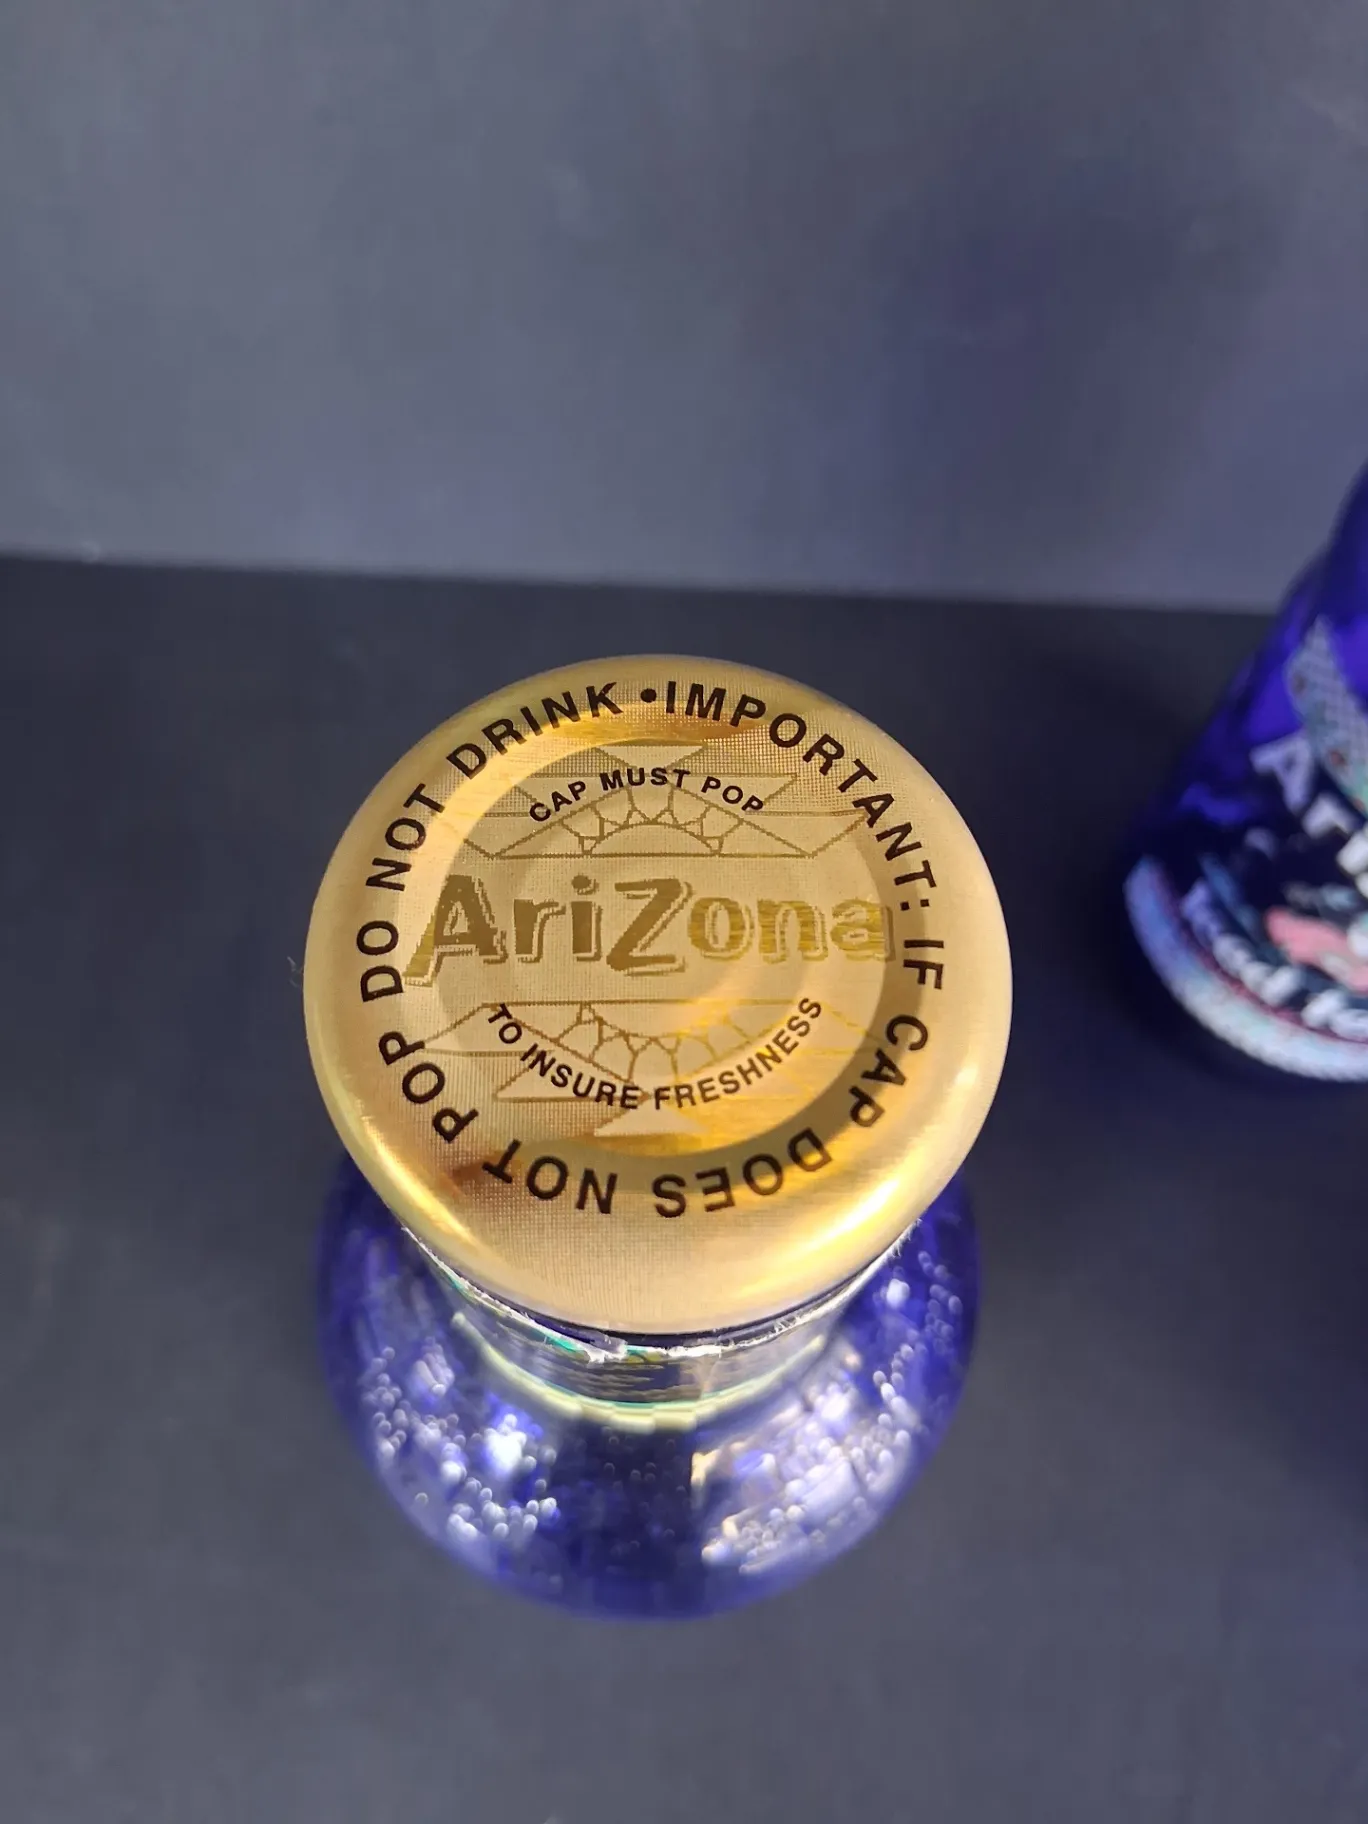 •IMPORTANT: IF CAP DOES NOT POP DO NOT DRINK
CAP MUST POP
AriZona
TO INSURE FRESHNESS